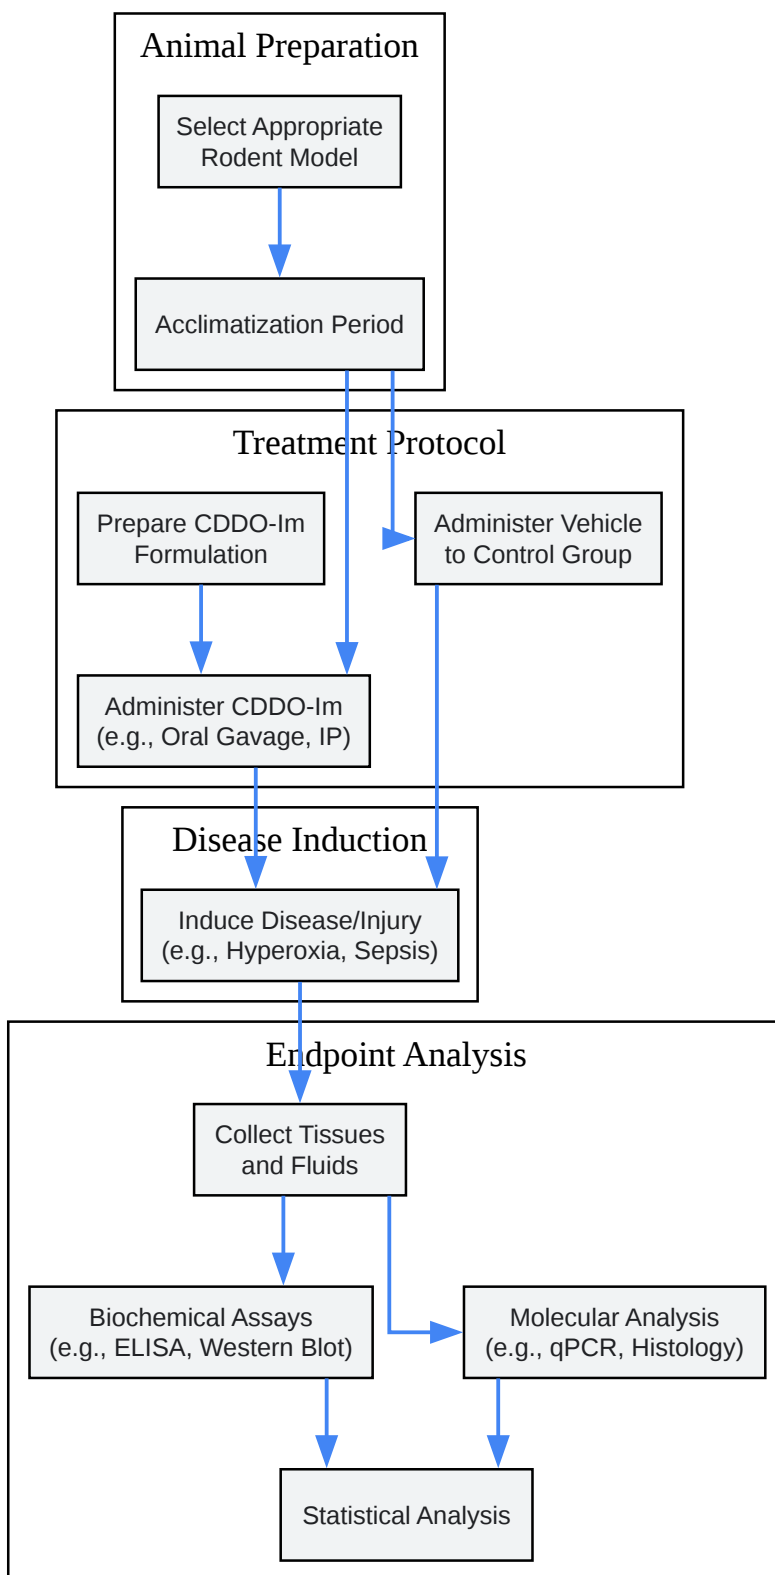 Animal Preparation
Select Appropriate
Rodent Model
Acclimatization Period
Treatment Protocol
Prepare CDDO-Im
Formulation
Administer Vehicle
to Control Group
Administer CDDO-Im
(e.g., Oral Gavage, IP)
Disease Induction
Induce Disease/Injury
(e.g., Hyperoxia, Sepsis)
Endpoint Analysis
Collect Tissues
and Fluids
Biochemical Assays
(e.g., ELISA, Western Blot)
Molecular Analysis
(e.g., qPCR, Histology)
Statistical Analysis